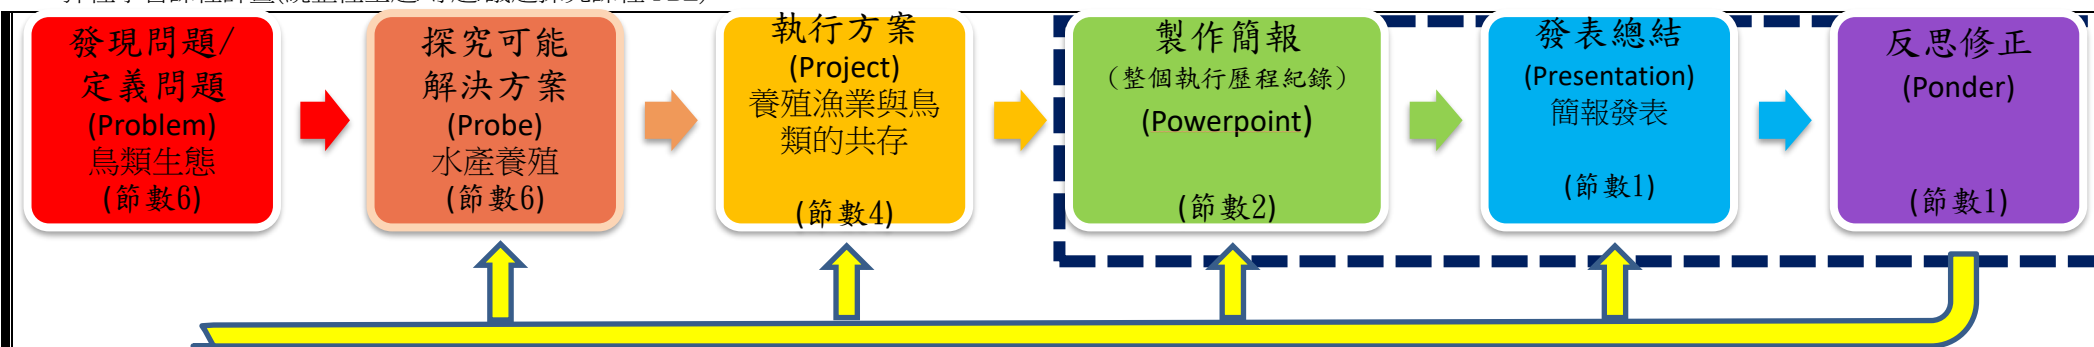 發現問題/
定義問題
(Problem)
鳥類生態
(節數6)
探究可能
解決方案
(Probe)
水產養殖
(節數6)
執行方案
(Project)
養殖漁業與鳥
類的共存
(節數4)
製作簡報
(整個執行歷程紀錄)
(Powerpoint)
(節數2)
發表總結
(Presentation)
簡報發表
(節數1)
反思修正
(Ponder)
(節數1)